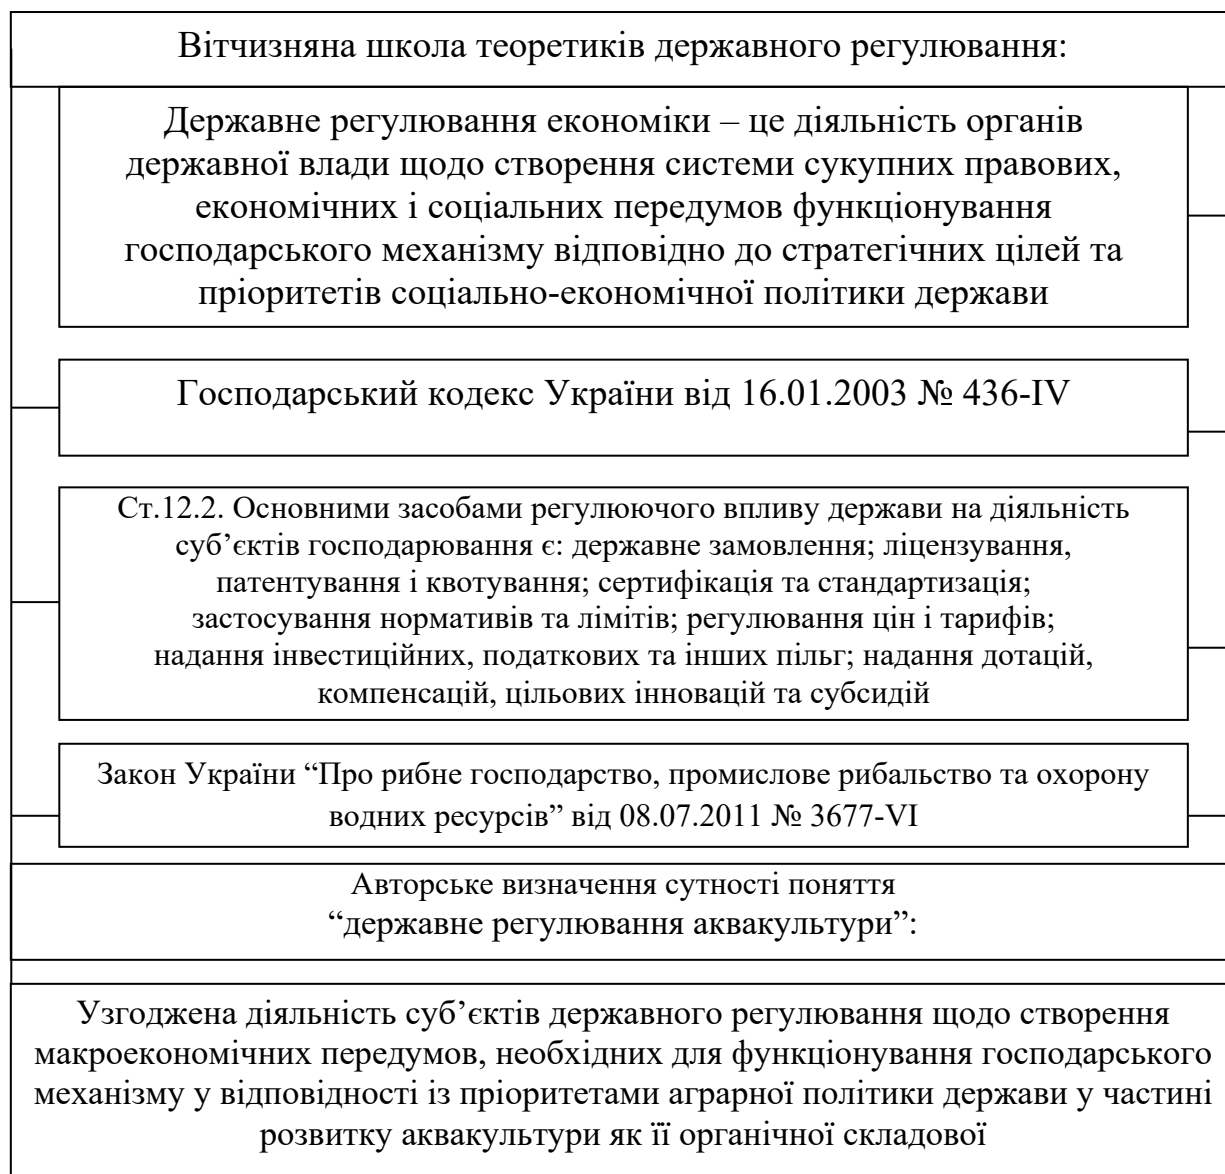 Вітчизняна школа теоретиків державного регулювання:
Державне регулювання економіки – це діяльність органів
державної влади щодо створення системи сукупних правових,
економічних і соціальних передумов функціонування
господарського механізму відповідно до стратегічних цілей та
пріоритетів соціально-економічної політики держави
Господарський кодекс України від 16.01.2003 № 436-IV
Ст.12.2. Основними засобами регулюючого впливу держави на діяльність
суб’єктів господарювання є: державне замовлення; ліцензування,
патентування і квотування; сертифікація та стандартизація;
застосування нормативів та лімітів; регулювання цін і тарифів;
надання інвестиційних, податкових та інших пільг; надання дотацій,
компенсацій, цільових інновацій та субсидій
Закон України “Про рибне господарство, промислове рибальство та охорону
водних ресурсів” від 08.07.2011 № 3677-VI
Авторське визначення сутності поняття
“державне регулювання аквакультури”:
Узгоджена діяльність суб’єктів державного регулювання щодо створення
макроекономічних передумов, необхідних для функціонування господарського
механізму у відповідності із пріоритетами аграрної політики держави у частині
розвитку аквакультури як її органічної складової